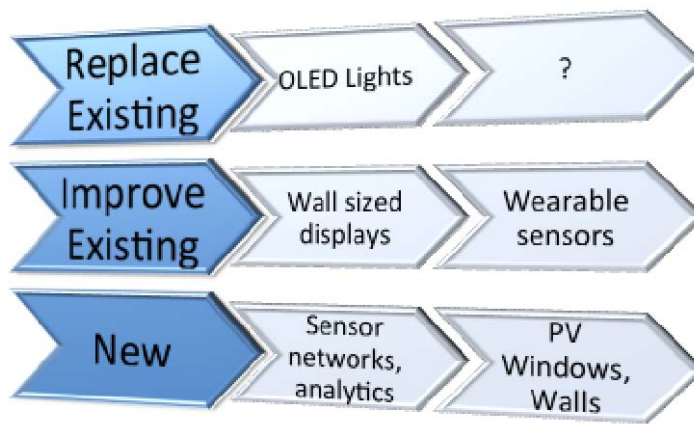 Replace
Existing
OLED Lights
?
Improve
Existing
Wall sized
displays
Wearable
sensors
New
Sensor
networks,
analytics
PV
Windows,
Walls